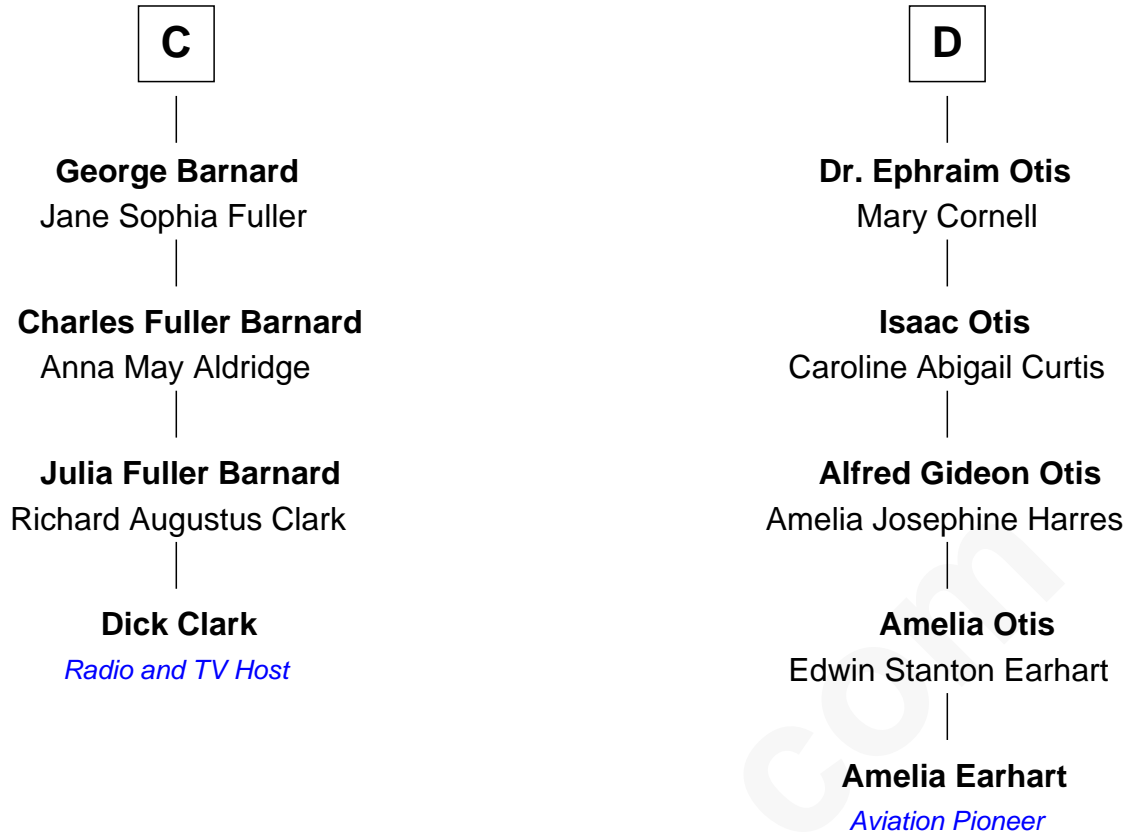 C
George Barnard
Jane Sophia Fuller
Charles Fuller Barnard
Anna May Aldridge
Julia Fuller Barnard
Richard Augustus Clark
Dick Clark
Radio and TV Host
D
Dr. Ephraim Otis
Mary Cornell
Isaac Otis
Caroline Abigail Curtis
Alfred Gideon Otis
Amelia Josephine Harres
Amelia Otis
Edwin Stanton Earhart
Amelia Earhart
Aviation Pioneer
com